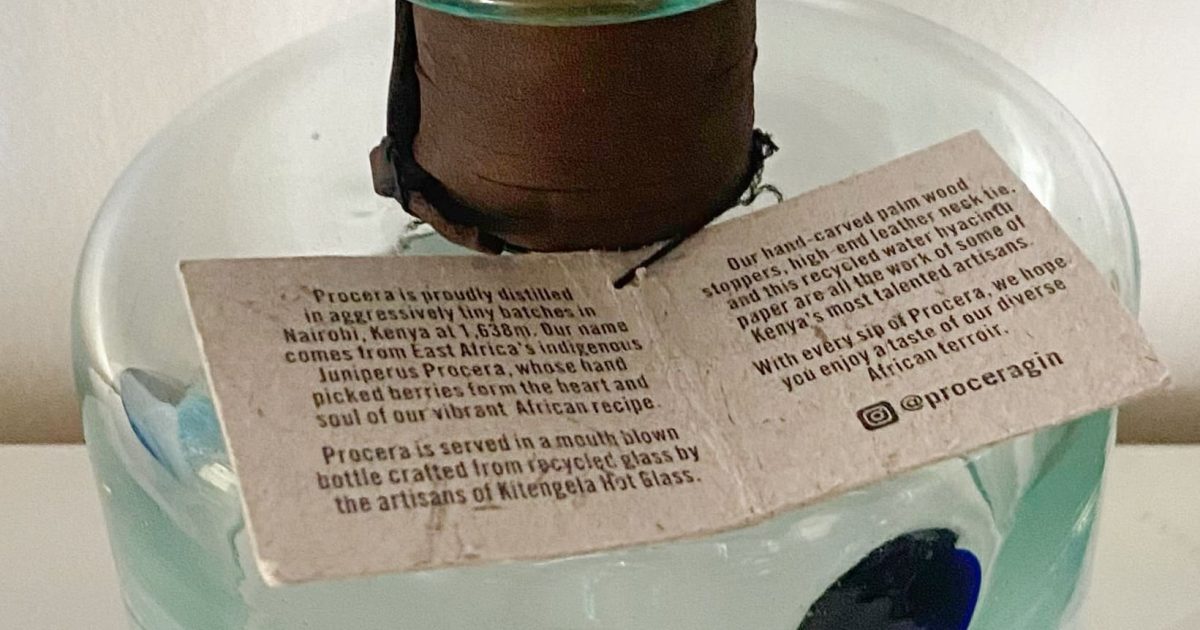 Procera is proudly distilled
in aggressively tiny batches in
Nairobi, Kenya at 1,638m. Our name
comes from East Africa's indigenous
Juniperus Procera, whose hand
picked berries form the heart and
soul of our vibrant African recipe.
Procera is served in a mouth blown
bottle crafted from recycled glass by
the artisans of Kitengela Hot Glass.
Our hand-carved palm wood
stoppers, high-end leather neck tie,
and this recycled water hyacinth
paper are all the work of some of
Kenya's most talented artisans.
With every sip of Procera, we hope
you enjoy a taste of our diverse
African terroir.
@proceragin